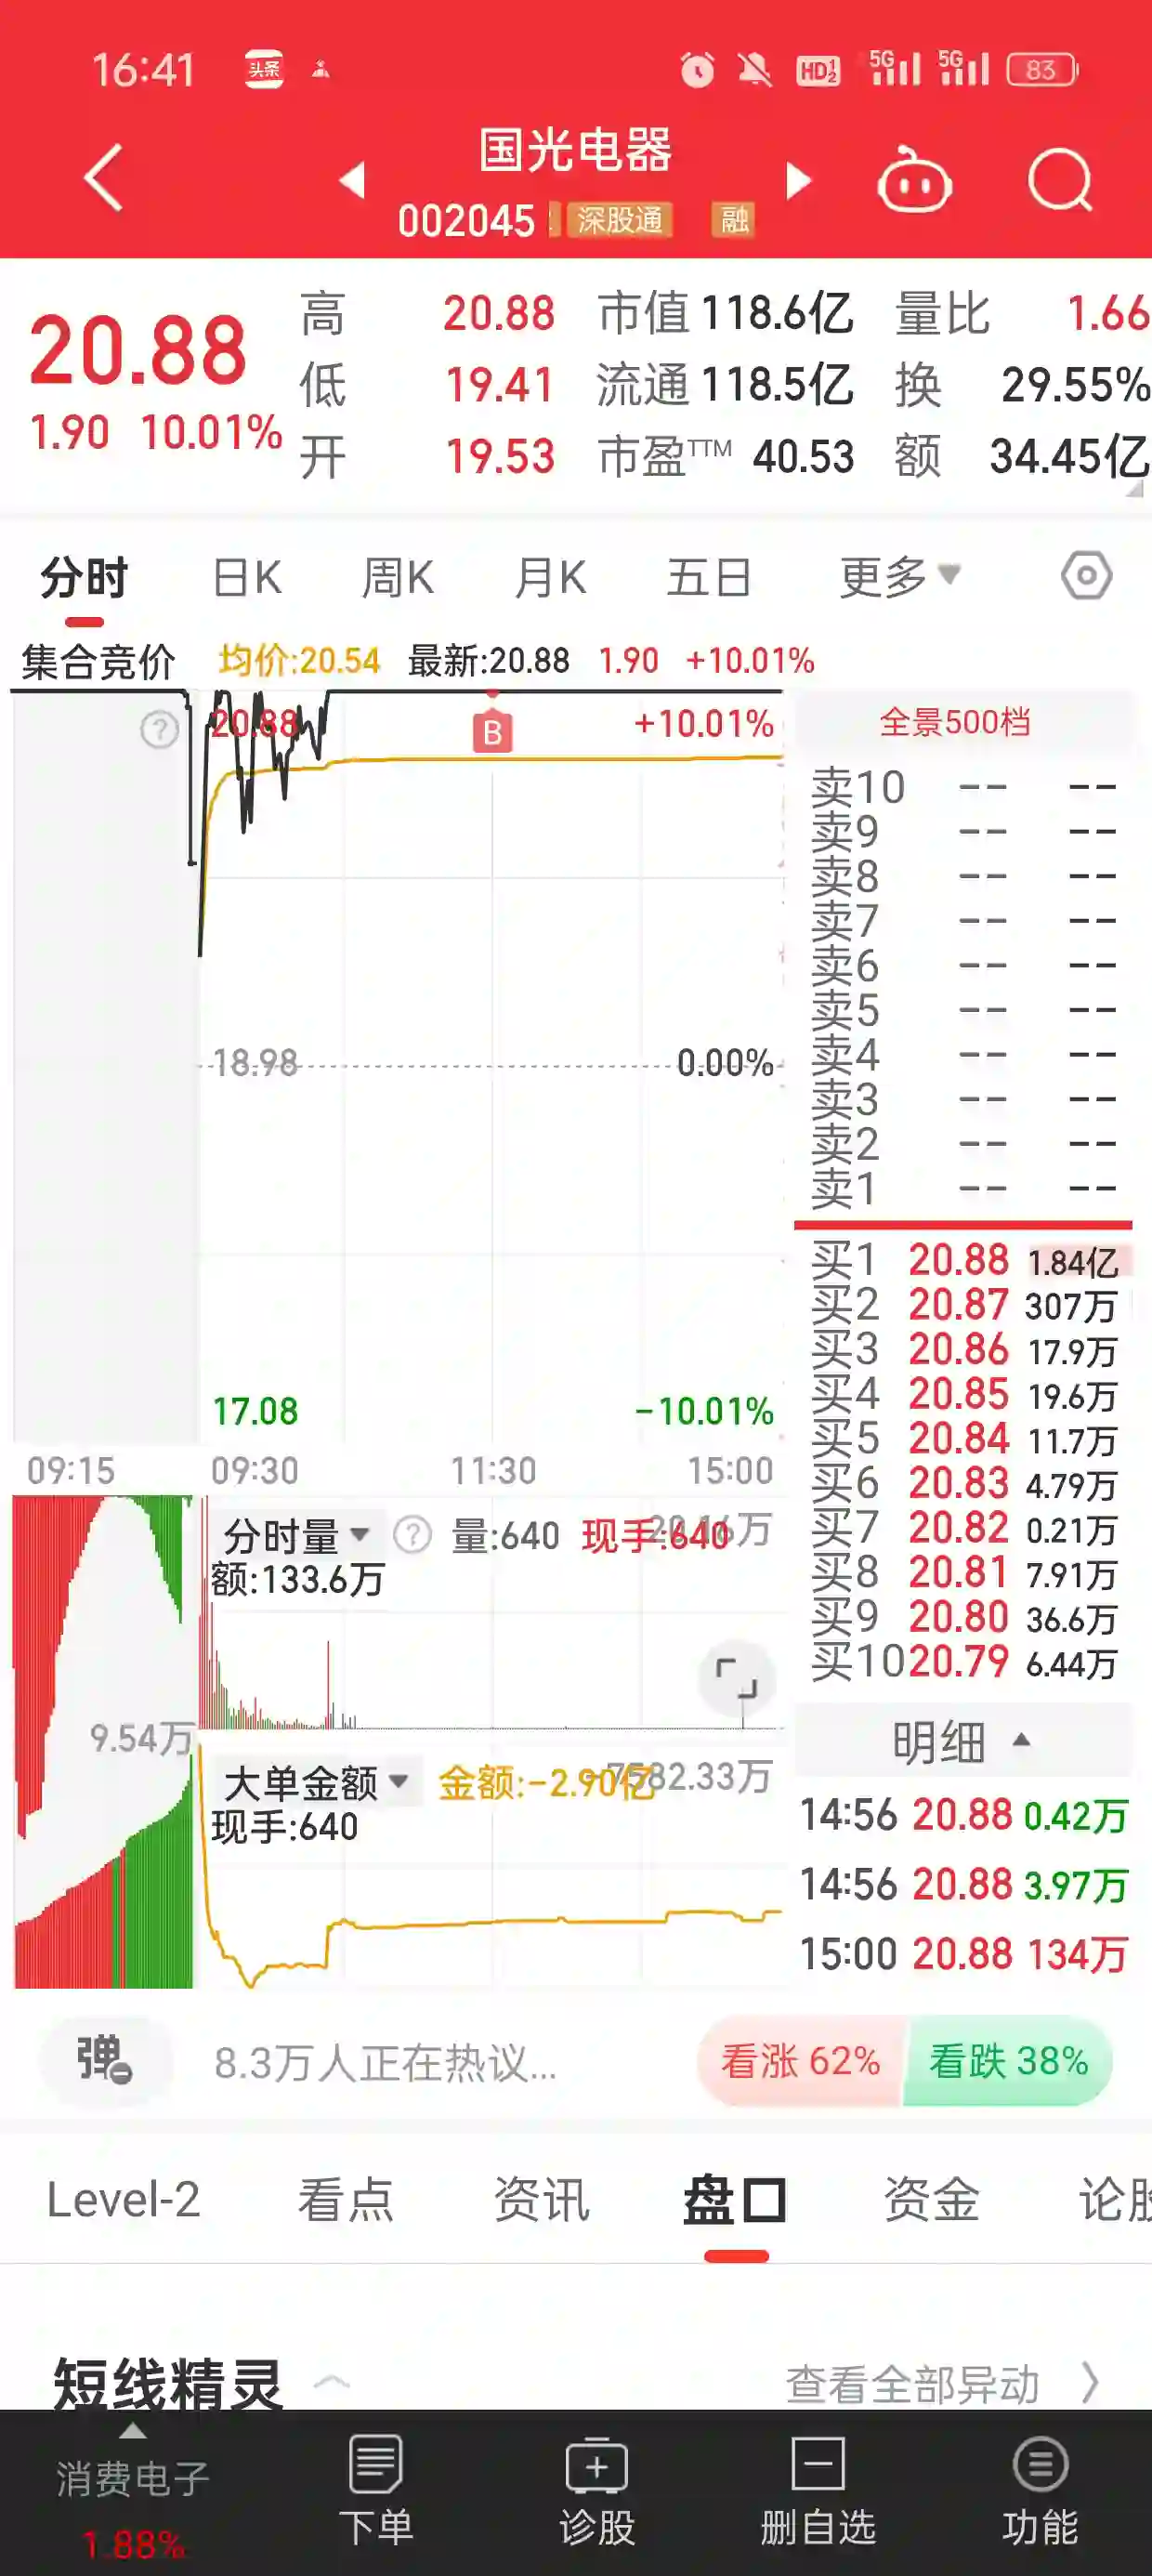 16:41 头条 HD 5G 5G 83
国光电器
002045 深股通 融
20.88 高 20.88 市值 118.6亿 量比 1.66
低 19.41 流通 118.5亿 换 29.55%
1.90 10.01% 开 19.53 市盈TTM 40.53 额 34.45亿
分时 日K 周K 月K 五日 更多
集合竞价 均价:20.54 最新:20.88 1.90 +10.01%
20.88 B +10.01%
18.98 0.00%
17.08 -10.01%
09:15 09:30 11:30 15:00
分时量 ? 量:640 现手:640
额:133.6万
9.54万
大单金额 金额:-2.90亿
现手:640
全景500档
卖10 -- --
卖9 -- --
卖8 -- --
卖7 -- --
卖6 -- --
卖5 -- --
卖4 -- --
卖3 -- --
卖2 -- --
卖1 -- --
买1 20.88 1.84亿
买2 20.87 307万
买3 20.86 17.9万
买4 20.85 19.6万
买5 20.84 11.7万
买6 20.83 4.79万
买7 20.82 0.21万
买8 20.81 7.91万
买9 20.80 36.6万
买10 20.79 6.44万
明细
14:56 20.88 0.42万
14:56 20.88 3.97万
15:00 20.88 134万
弹 8.3万人正在热议... 看涨 62% 看跌 38%
Level-2 看点 资讯 盘口 资金 论股
短线精灵 查看全部异动
消费电子 下单 诊股 删自选 功能
1.88%